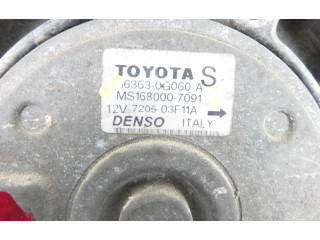 TOYOTA S
16363-0G060-A
MS168000-7091
12V 7205 03F11A →
DENSO ITALY